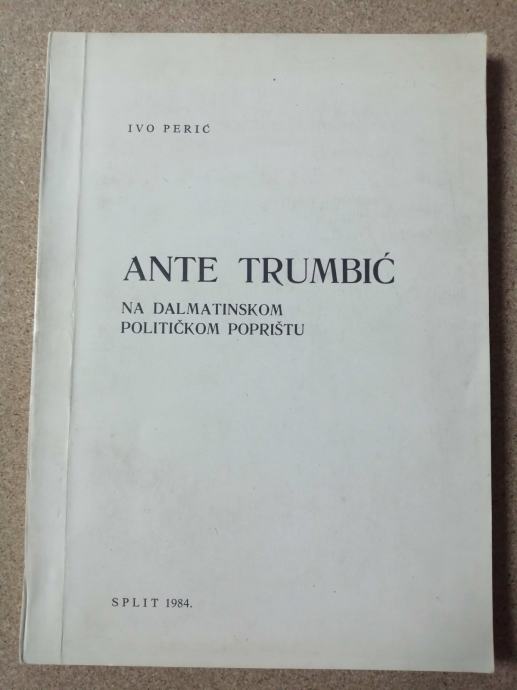 IVO PERIĆ
ANTE TRUMBIĆ
NA DALMATINSKOM
POLITIČKOM POPRIŠTU
SPLIT 1984.